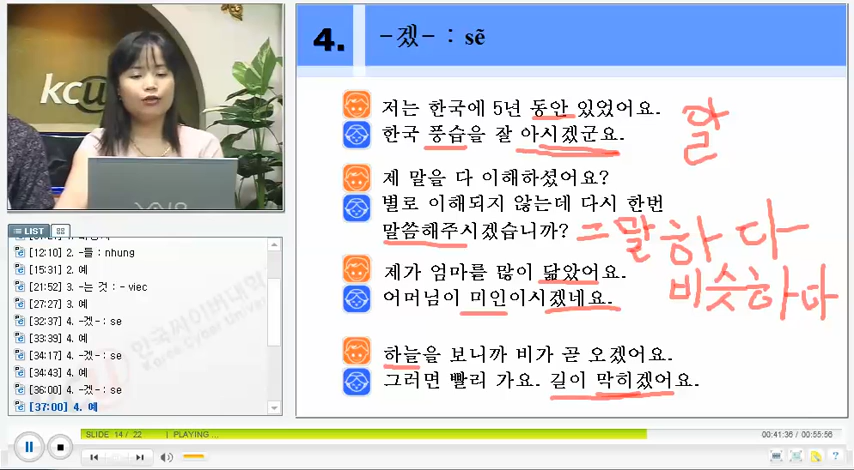 kcu
4. -겠- : sẽ
저는 한국에 5년 동안 있었어요.
한국 풍습을 잘 아시겠군요.
알
제 말을 다 이해하셨어요?
별로 이해되지 않는데 다시 한번
말씀해주시겠습니까?
=말하다
제가 엄마를 많이 닮았어요.
비슷하다
어머님이 미인이시겠네요.
하늘을 보니까 비가 곧 오겠어요.
그러면 빨리 가요. 길이 막히겠어요.
LIST
[12:10] 2. -들 : nhung
[15:31] 2. 예
[21:52] 3. -는 것 : - viec
[27:27] 3. 예
[32:37] 4. -겠- : se
[33:39] 4. 예
[34:17] 4. -겠- : se
[34:43] 4. 예
[36:00] 4. -겠- : se
[37:00] 4. 예
한국싸이버대학
SLIDE 14 / 22 | PLAYING ...
00:41:36 / 00:55:56